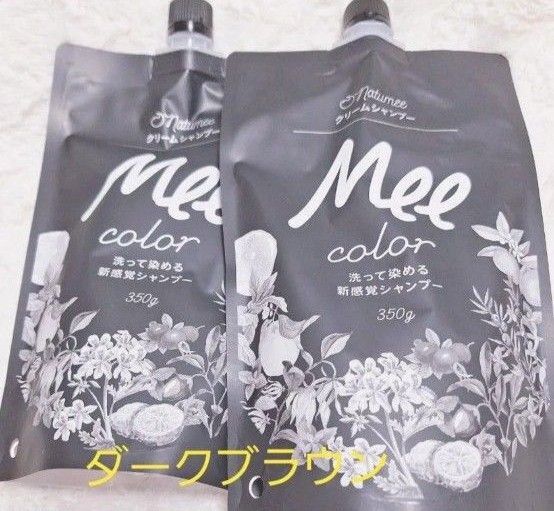 Natumee
クリームシャンプー
Mee
color
洗って染める
新感覚シャンプー
350g
Natumee
クリームシャンプー
Mee
color
洗って染める
新感覚シャンプー
350g
ダークブラウン